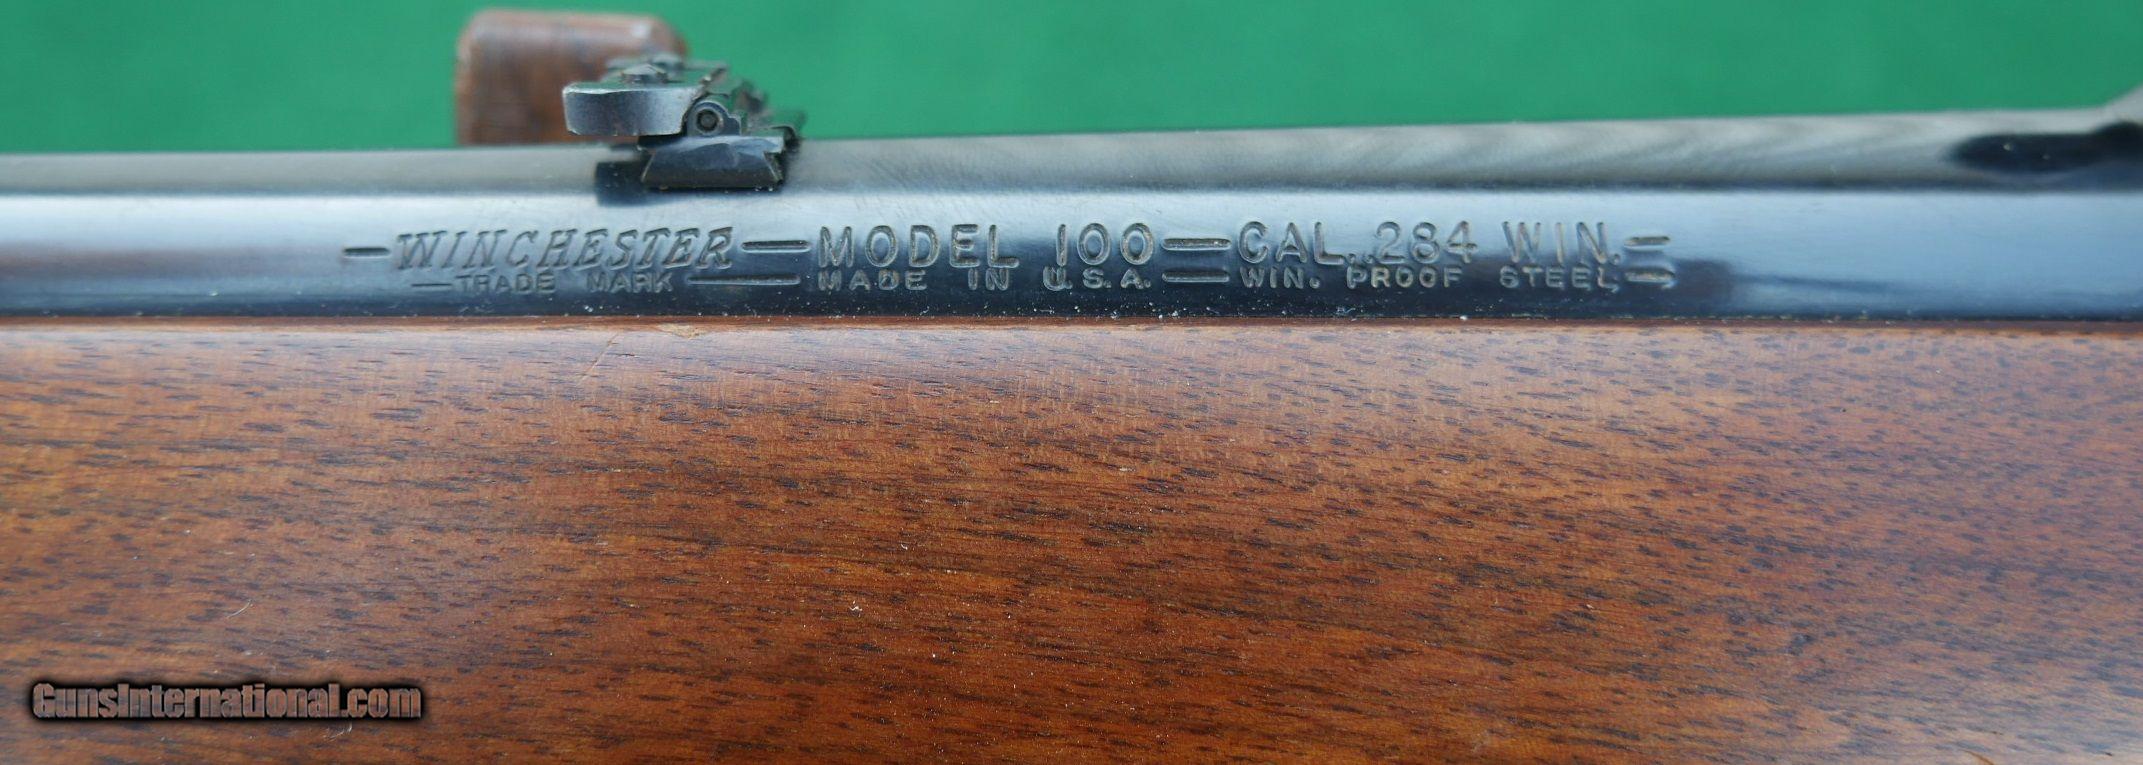 —WINCHESTER═MODEL 100═CAL..284 WIN.═
—TRADE MARK—MADE IN U.S.A.—WIN. PROOF STEEL—
GunsInternational.com